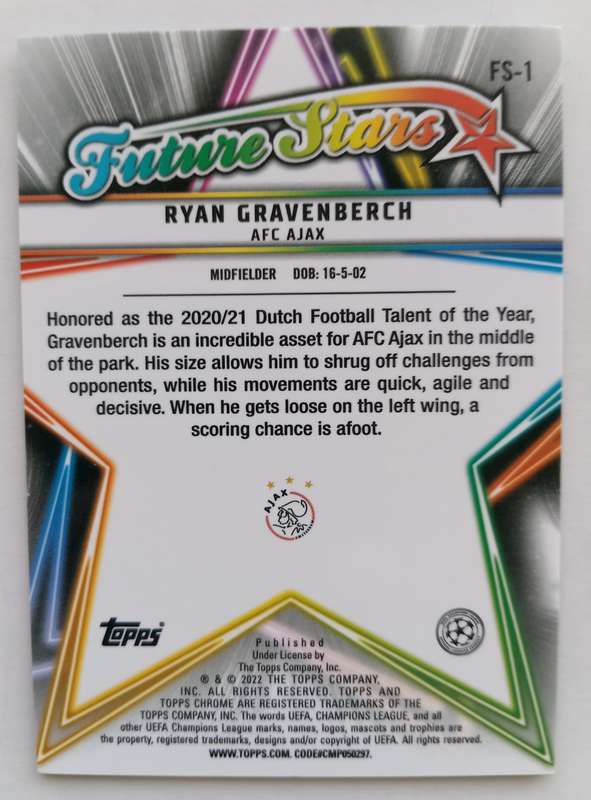 FS-1
Future Stars
RYAN GRAVENBERCH
AFC AJAX
MIDFIELDER DOB: 16-5-02
Honored as the 2020/21 Dutch Football Talent of the Year,
Gravenberch is an incredible asset for AFC Ajax in the middle
of the park. His size allows him to shrug off challenges from
opponents, while his movements are quick, agile and
decisive. When he gets loose on the left wing, a
scoring chance is afoot.
AJAX
AMSTERDAM
topps®
Published
Under License by
The Topps Company, Inc.
® & © 2022 THE TOPPS COMPANY,
INC. ALL RIGHTS RESERVED. TOPPS AND
TOPPS CHROME ARE REGISTERED TRADEMARKS OF THE
TOPPS COMPANY, INC. The words UEFA, CHAMPIONS LEAGUE, and all
other UEFA Champions League marks, names, logos, mascots and trophies are
the property, registered trademarks, designs and/or copyright of UEFA. All rights reserved.
WWW.TOPPS.COM. CODE#CMP050297.